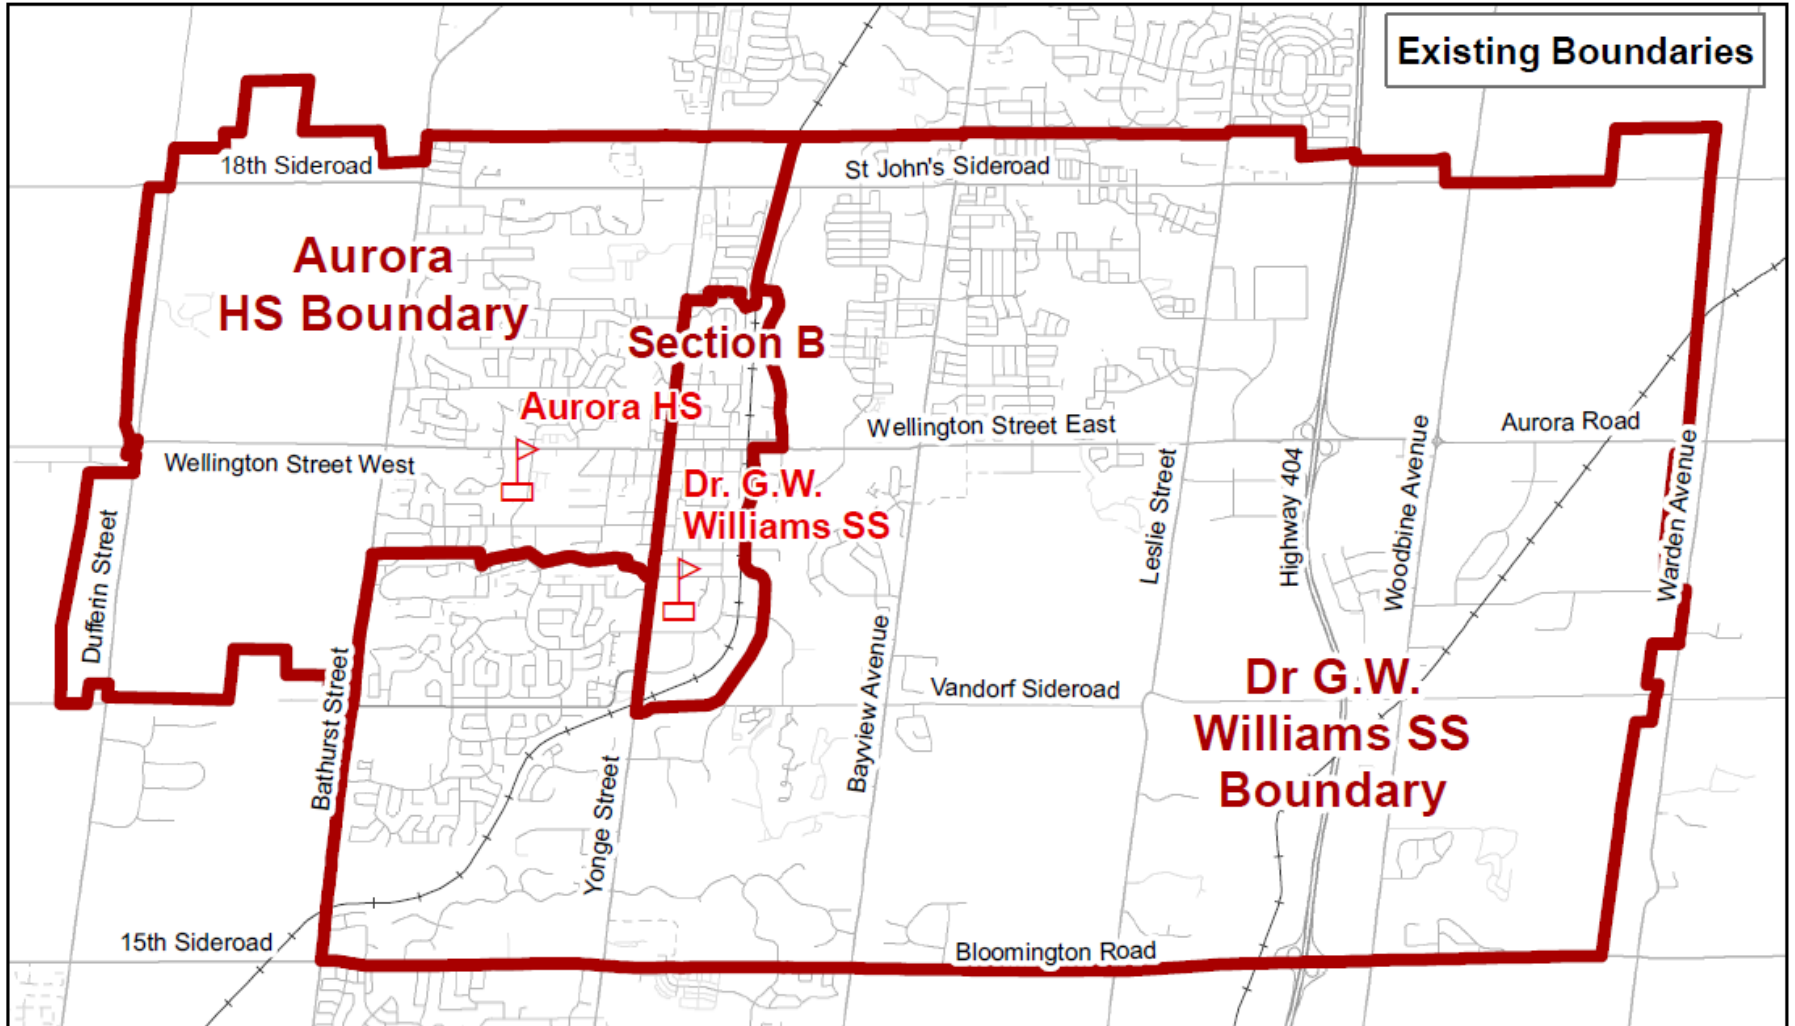 Existing Boundaries
18th Sideroad
St John's Sideroad
Aurora
HS Boundary
Section B
Aurora HS
Wellington Street East
Aurora Road
Wellington Street West
Dr. G.W.
Williams SS
Dufferin Street
Leslie Street
Highway 404
Woodbine Avenue
Warden Avenue
Bathurst Street
Bayview Avenue
Vandorf Sideroad
Dr G.W.
Williams SS
Boundary
Yonge Street
15th Sideroad
Bloomington Road